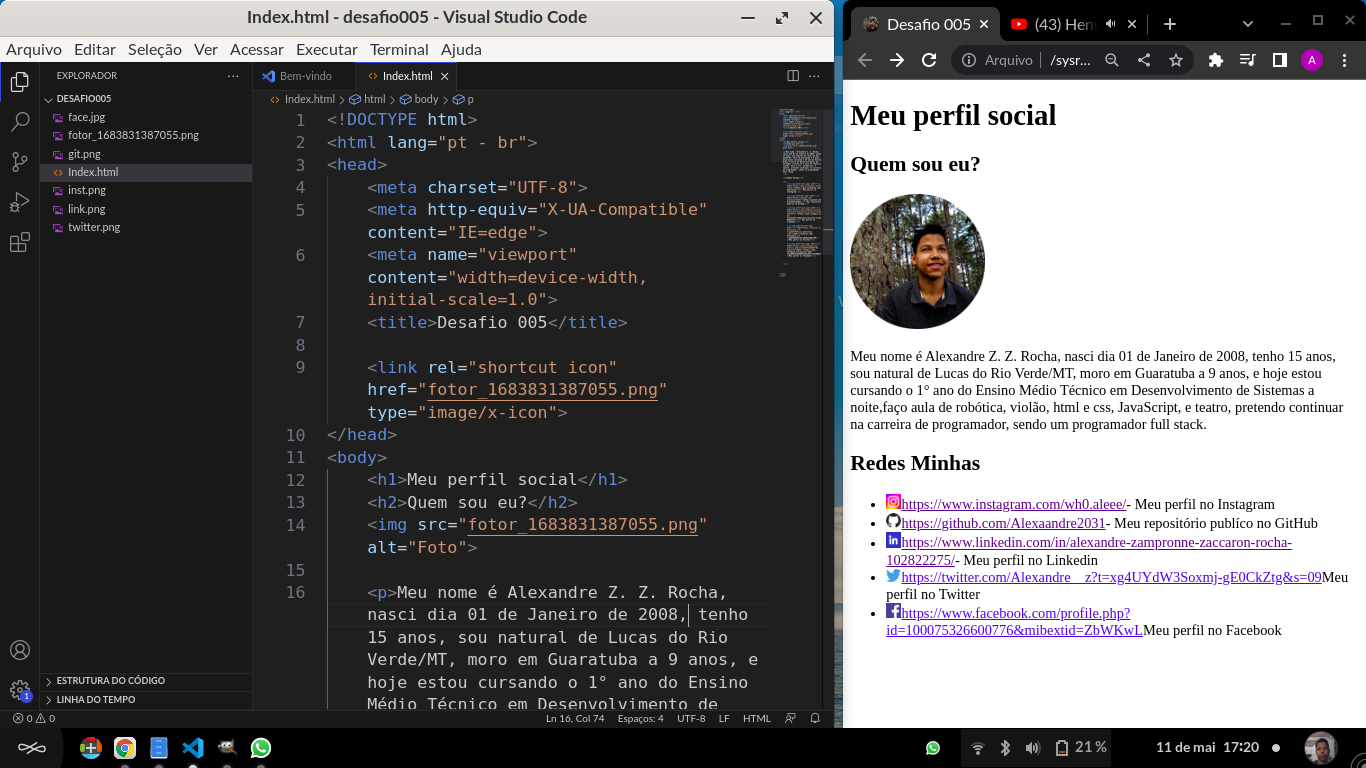 Index.html - desafio005 - Visual Studio Code
Arquivo Editar Seleção Ver Acessar Executar Terminal Ajuda
EXPLORADOR
DESAFIO005
face.jpg
fotor_1683831387055.png
git.png
Index.html
inst.png
link.png
twitter.png
ESTRUTURA DO CÓDIGO
LINHA DO TEMPO
1
Bem-vindo Index.html
Index.html > html > body > p
1 <!DOCTYPE html>
2 <html lang="pt - br">
3 <head>
4 <meta charset="UTF-8">
5 <meta http-equiv="X-UA-Compatible"
content="IE=edge">
6 <meta name="viewport"
content="width=device-width,
initial-scale=1.0">
7 <title>Desafio 005</title>
8
9 <link rel="shortcut icon"
href="fotor_1683831387055.png"
type="image/x-icon">
10 </head>
11 <body>
12 <h1>Meu perfil social</h1>
13 <h2>Quem sou eu?</h2>
14 <img src="fotor_1683831387055.png"
alt="Foto">
15
16 <p>Meu nome é Alexandre Z. Z. Rocha,
nasci dia 01 de Janeiro de 2008, tenho
15 anos, sou natural de Lucas do Rio
Verde/MT, moro em Guaratuba a 9 anos, e
hoje estou cursando o 1° ano do Ensino
Médio Técnico em Desenvolvimento de
0 0 Ln 16, Col 74 Espaços: 4 UTF-8 LF HTML
Desafio 005 (43) Hen
Arquivo /sysr... A
Meu perfil social
Quem sou eu?
Meu nome é Alexandre Z. Z. Rocha, nasci dia 01 de Janeiro de 2008, tenho 15 anos,
sou natural de Lucas do Rio Verde/MT, moro em Guaratuba a 9 anos, e hoje estou
cursando o 1° ano do Ensino Médio Técnico em Desenvolvimento de Sistemas a
noite,faço aula de robótica, violão, html e css, JavaScript, e teatro, pretendo continuar
na carreira de programador, sendo um programador full stack.
Redes Minhas
https://www.instagram.com/wh0.aleee/- Meu perfil no Instagram
https://github.com/Alexaandre2031- Meu repositório publíco no GitHub
https://www.linkedin.com/in/alexandre-zampronne-zaccaron-rocha-
102822275/- Meu perfil no Linkedin
https://twitter.com/Alexandre__z?t=xg4UYdW3Soxmj-gE0CkZtg&s=09Meu
perfil no Twitter
https://www.facebook.com/profile.php?
id=100075326600776&mibextid=ZbWKwLMeu perfil no Facebook
21 % 11 de mai 17:20